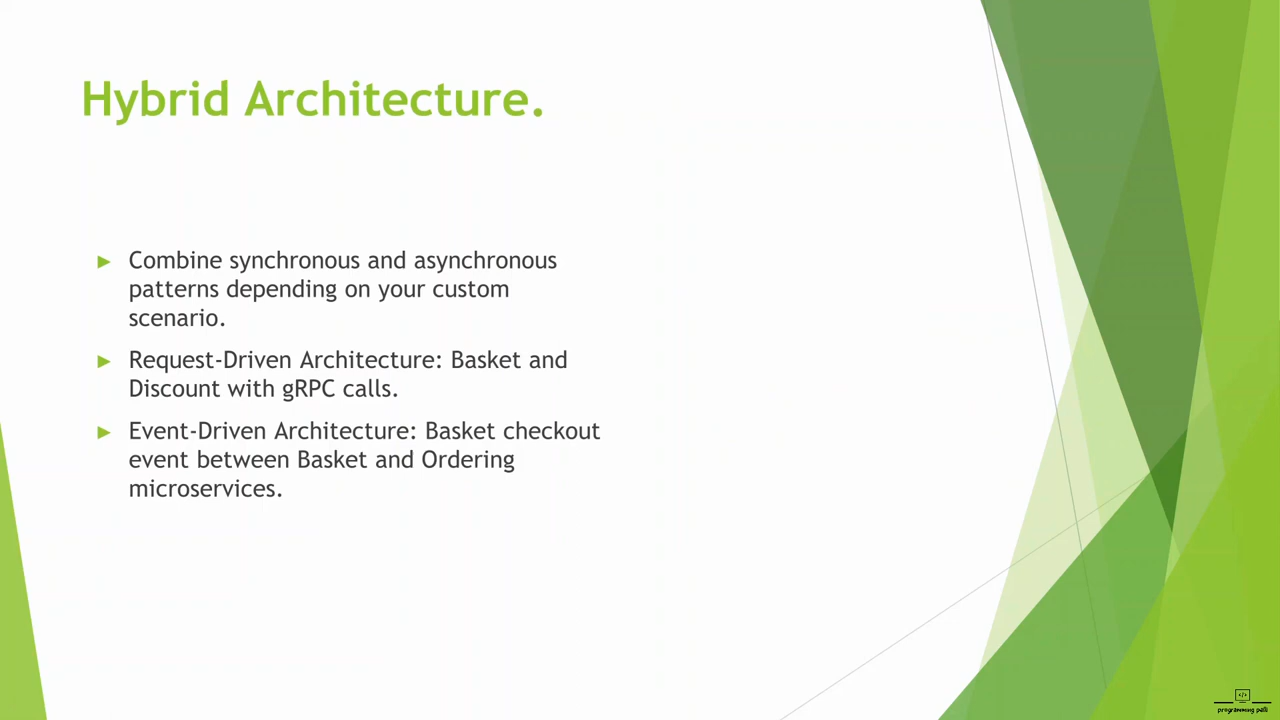 Hybrid Architecture.
Combine synchronous and asynchronous
patterns depending on your custom
scenario.
Request-Driven Architecture: Basket and
Discount with gRPC calls.
Event-Driven Architecture: Basket checkout
event between Basket and Ordering
microservices.